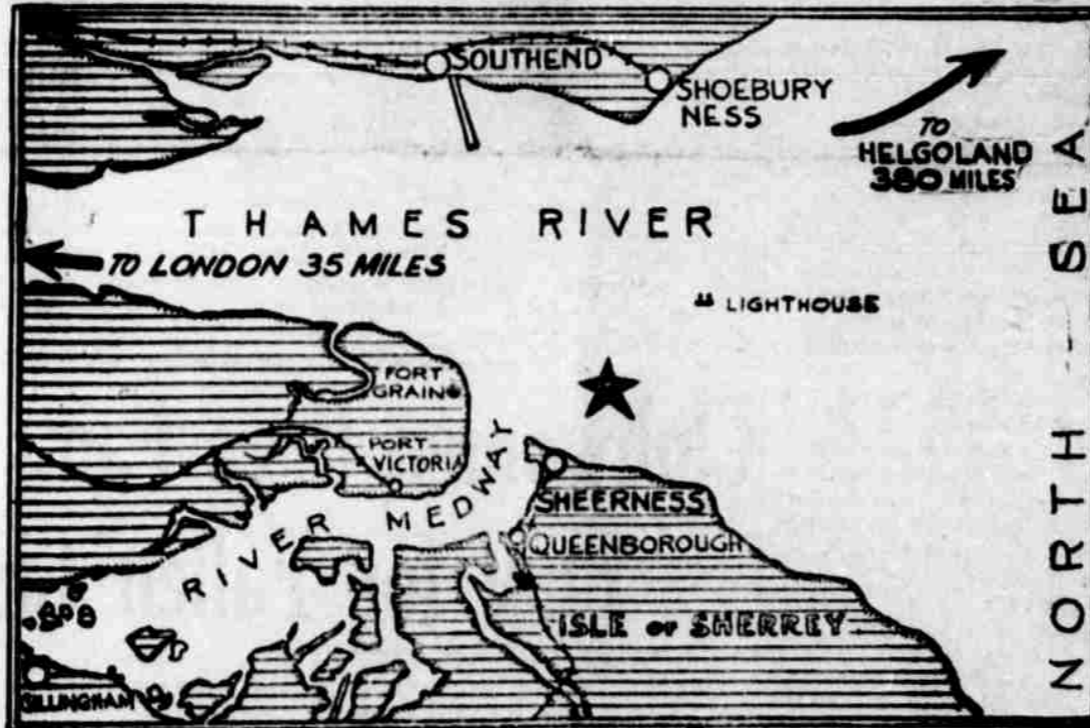 SOUTHEND
SHOEBURY
NESS
TO
HELGOLAND
380 MILES
THAMES RIVER
TO LONDON 35 MILES
LIGHTHOUSE
NORTH SEA
FORT
GRAIN
PORT
VICTORIA
RIVER MEDWAY
SHEERNESS
QUEENBOROUGH
ISLE OF SHERREY